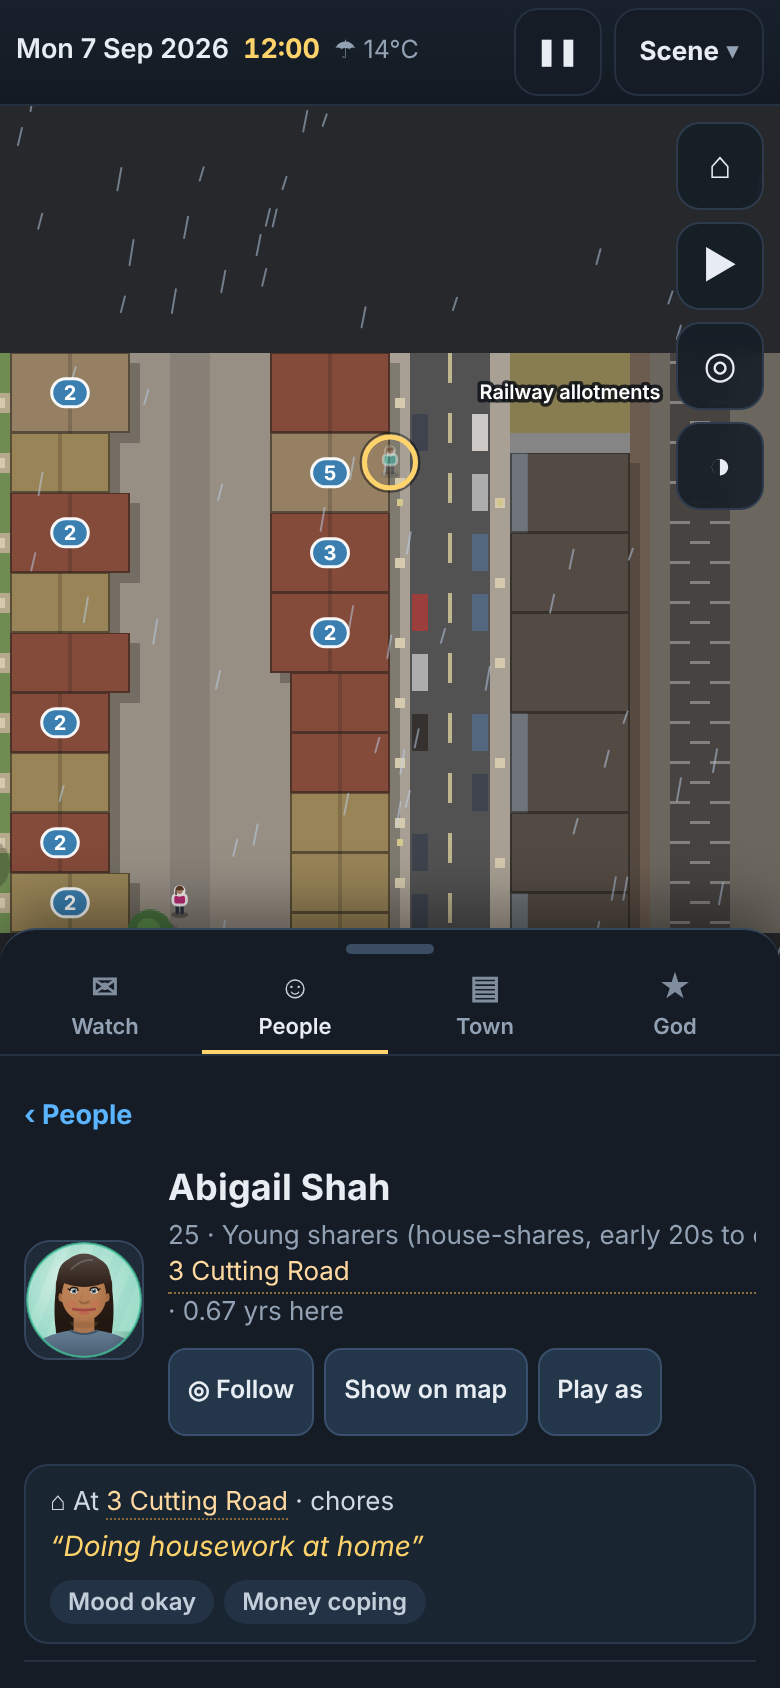 Mon 7 Sep 2026 12:00 14°C
Scene
Railway allotments
2
5
2
3
2
2
2
2
Watch
People
Town
God
‹ People
Abigail Shah
25 · Young sharers (house-shares, early 20s to
3 Cutting Road
· 0.67 yrs here
Follow
Show on map
Play as
At 3 Cutting Road · chores
“Doing housework at home”
Mood okay
Money coping